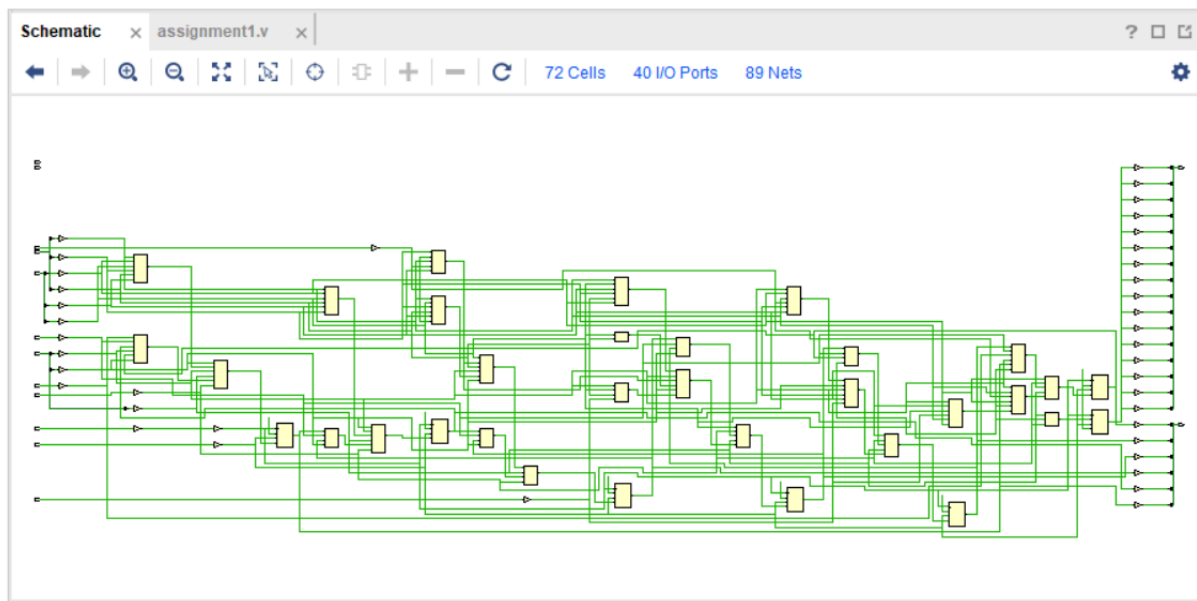 Schematic × assignment1.v ×
72 Cells 40 I/O Ports 89 Nets